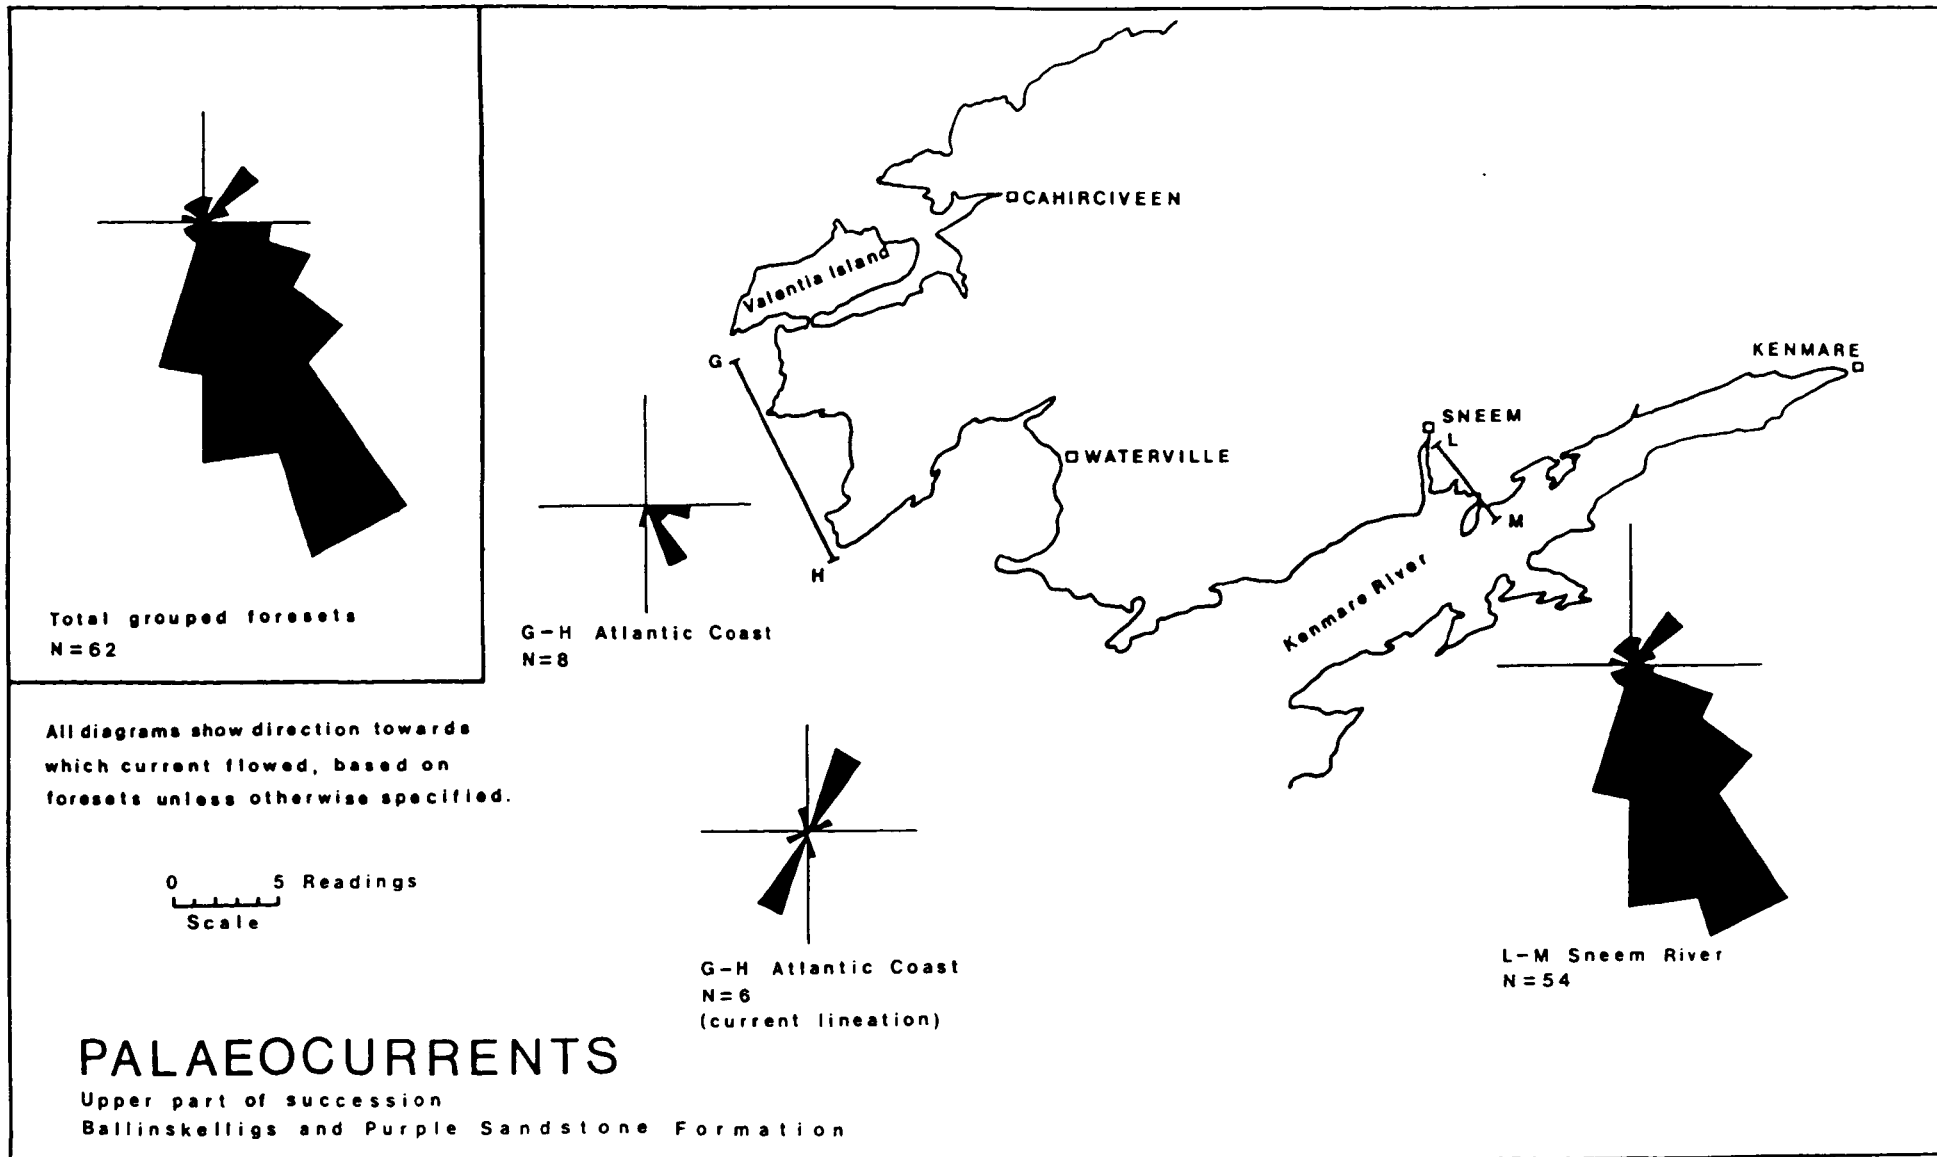 Total grouped foresets
N=62
All diagrams show direction towards
which current flowed, based on
foresets unless otherwise specified.
0 5 Readings
Scale
CAHIRCIVEEN
Valentia Island
G
H
WATERVILLE
KENMARE
SNEEM
L
M
Kenmare River
G-H Atlantic Coast
N=8
G-H Atlantic Coast
N=6
(current lineation)
L-M Sneem River
N=54
PALAEOCURRENTS
Upper part of succession
Ballinskelligs and Purple Sandstone Formation